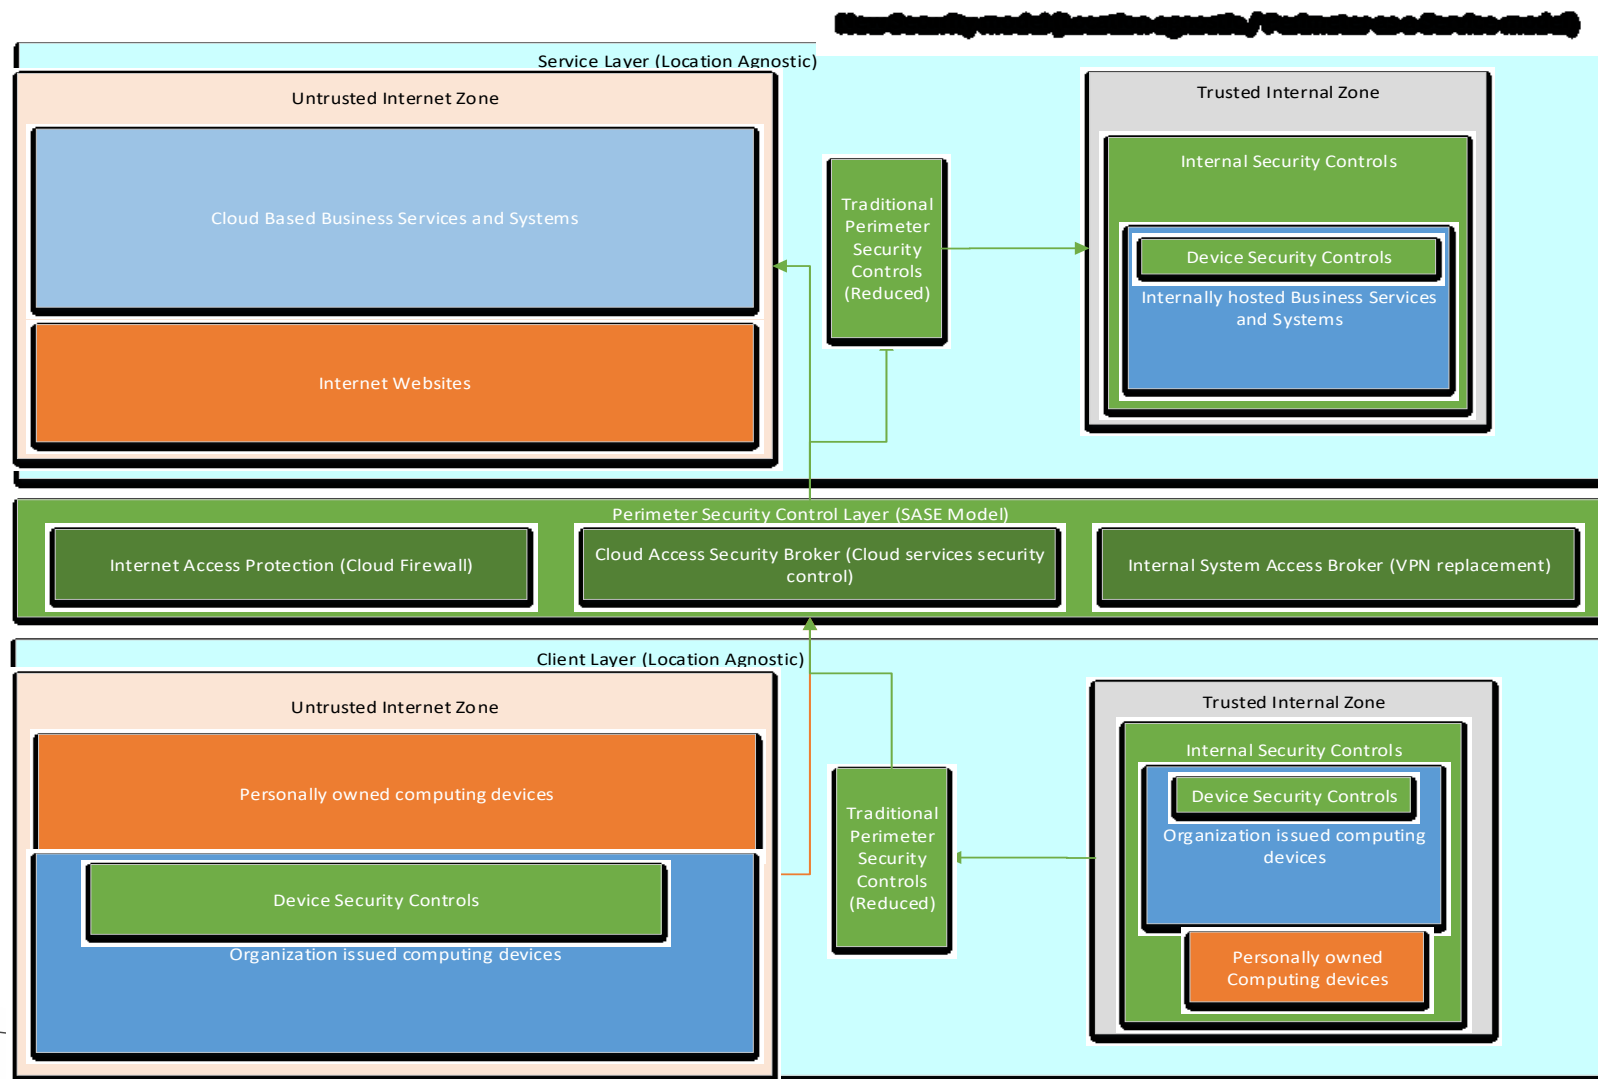 Service Layer (Location Agnostic)
Untrusted Internet Zone
Cloud Based Business Services and Systems
Internet Websites
Traditional
Perimeter
Security
Controls
(Reduced)
Trusted Internal Zone
Internal Security Controls
Device Security Controls
Internally hosted Business Services
and Systems
Perimeter Security Control Layer (SASE Model)
Internet Access Protection (Cloud Firewall)
Cloud Access Security Broker (Cloud services security
control)
Internal System Access Broker (VPN replacement)
Client Layer (Location Agnostic)
Untrusted Internet Zone
Personally owned computing devices
Device Security Controls
Organization issued computing devices
Traditional
Perimeter
Security
Controls
(Reduced)
Trusted Internal Zone
Internal Security Controls
Device Security Controls
Organization issued computing
devices
Personally owned
Computing devices